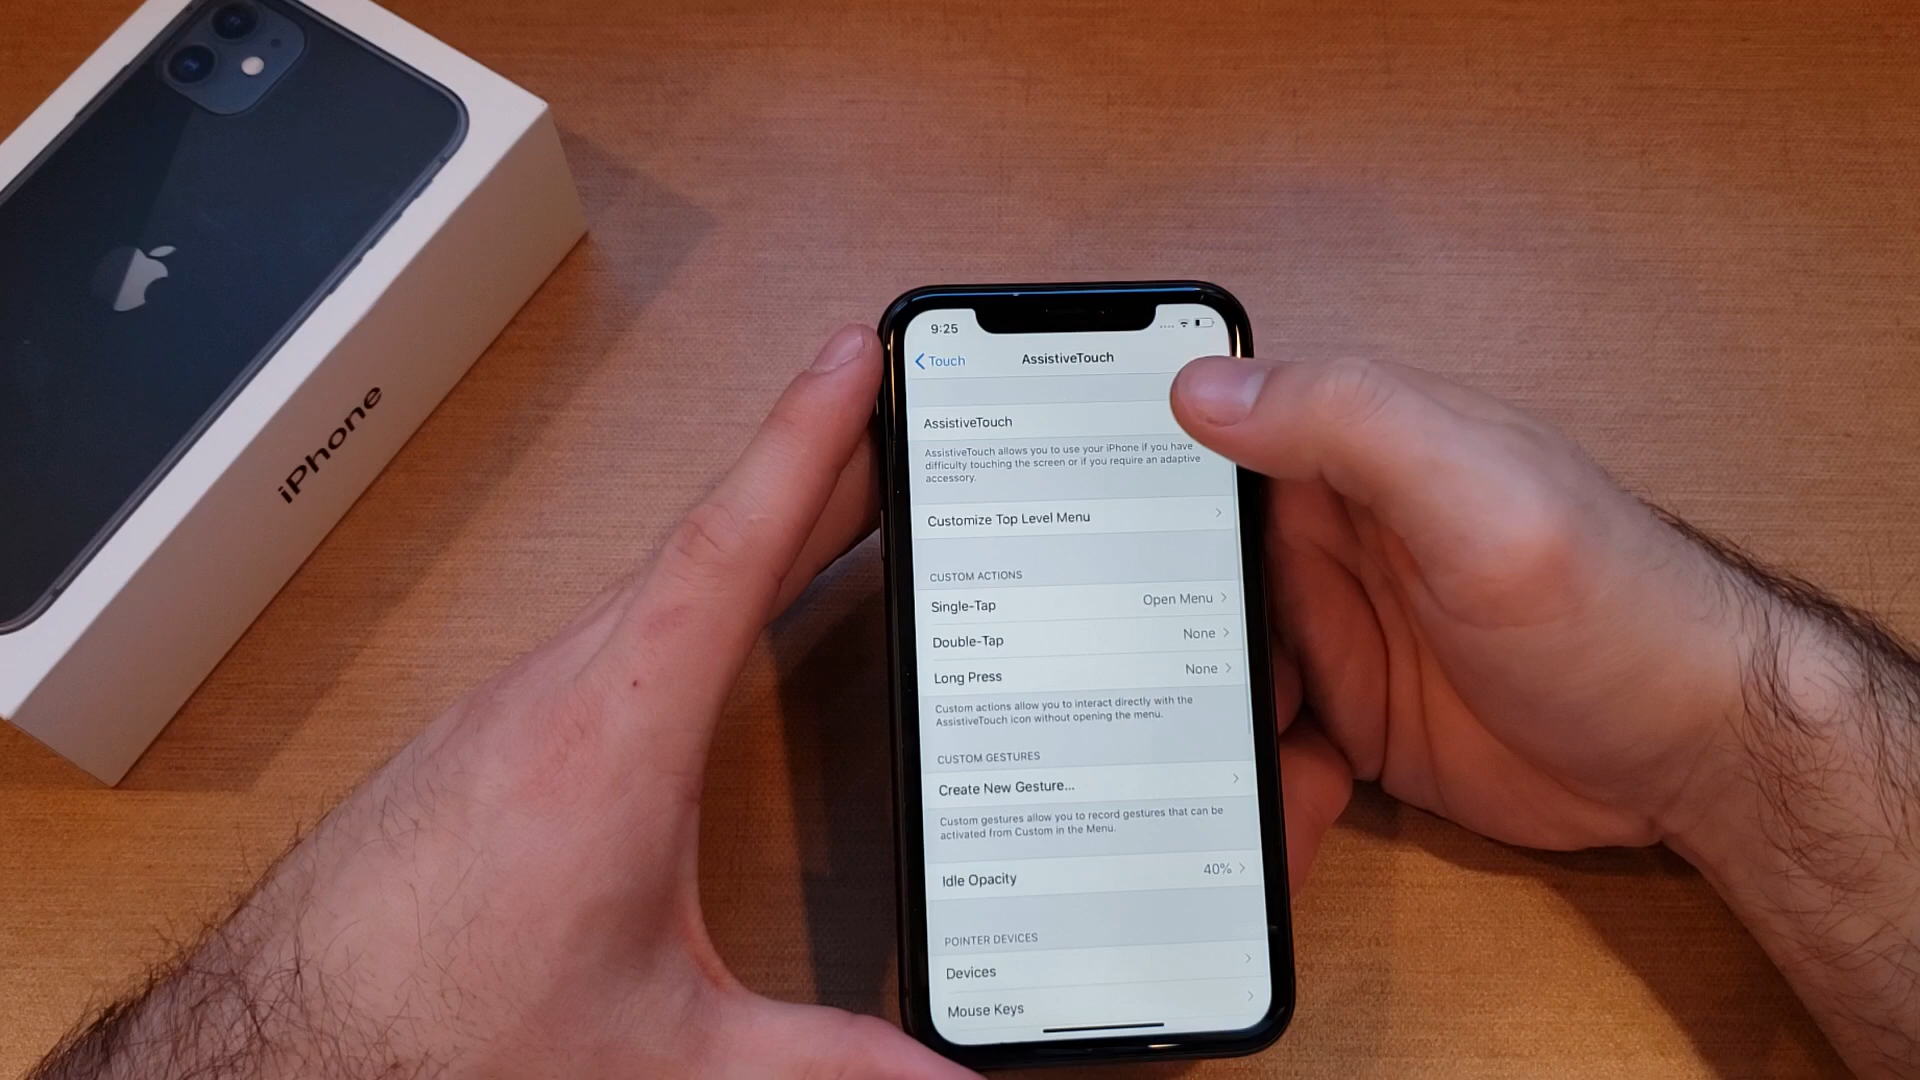 iPhone
9:25
Touch
AssistiveTouch
AssistiveTouch
AssistiveTouch allows you to use your iPhone if you have
difficulty touching the screen or if you require an adaptive
accessory.
Customize Top Level Menu
CUSTOM ACTIONS
Single-Tap Open Menu
Double-Tap None
Long Press None
Custom actions allow you to interact directly with the
AssistiveTouch icon without opening the menu.
CUSTOM GESTURES
Create New Gesture...
Custom gestures allow you to record gestures that can be
activated from Custom in the Menu.
Idle Opacity 40%
POINTER DEVICES
Devices
Mouse Keys